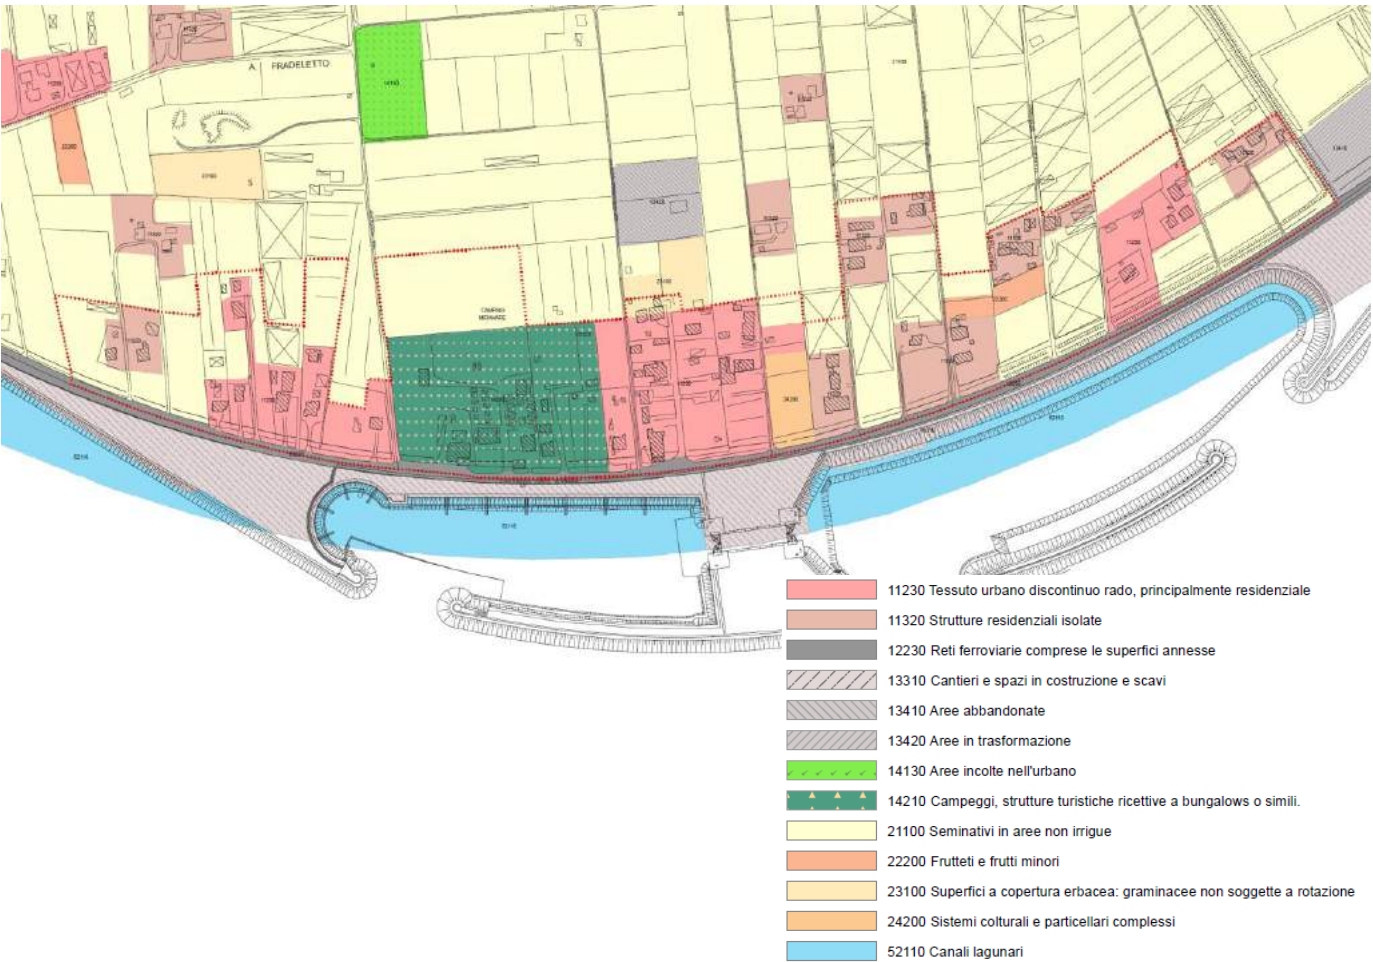 A FRADELETTO
CAMPING
11230 Tessuto urbano discontinuo rado, principalmente residenziale
11320 Strutture residenziali isolate
12230 Reti ferroviarie comprese le superfici annesse
13310 Cantieri e spazi in costruzione e scavi
13410 Aree abbandonate
13420 Aree in trasformazione
14130 Aree incolte nell'urbano
14210 Campeggi, strutture turistiche ricettive a bungalows o simili.
21100 Seminativi in aree non irrigue
22200 Frutteti e frutti minori
23100 Superfici a copertura erbacea: graminacee non soggette a rotazione
24200 Sistemi colturali e particellari complessi
52110 Canali lagunari